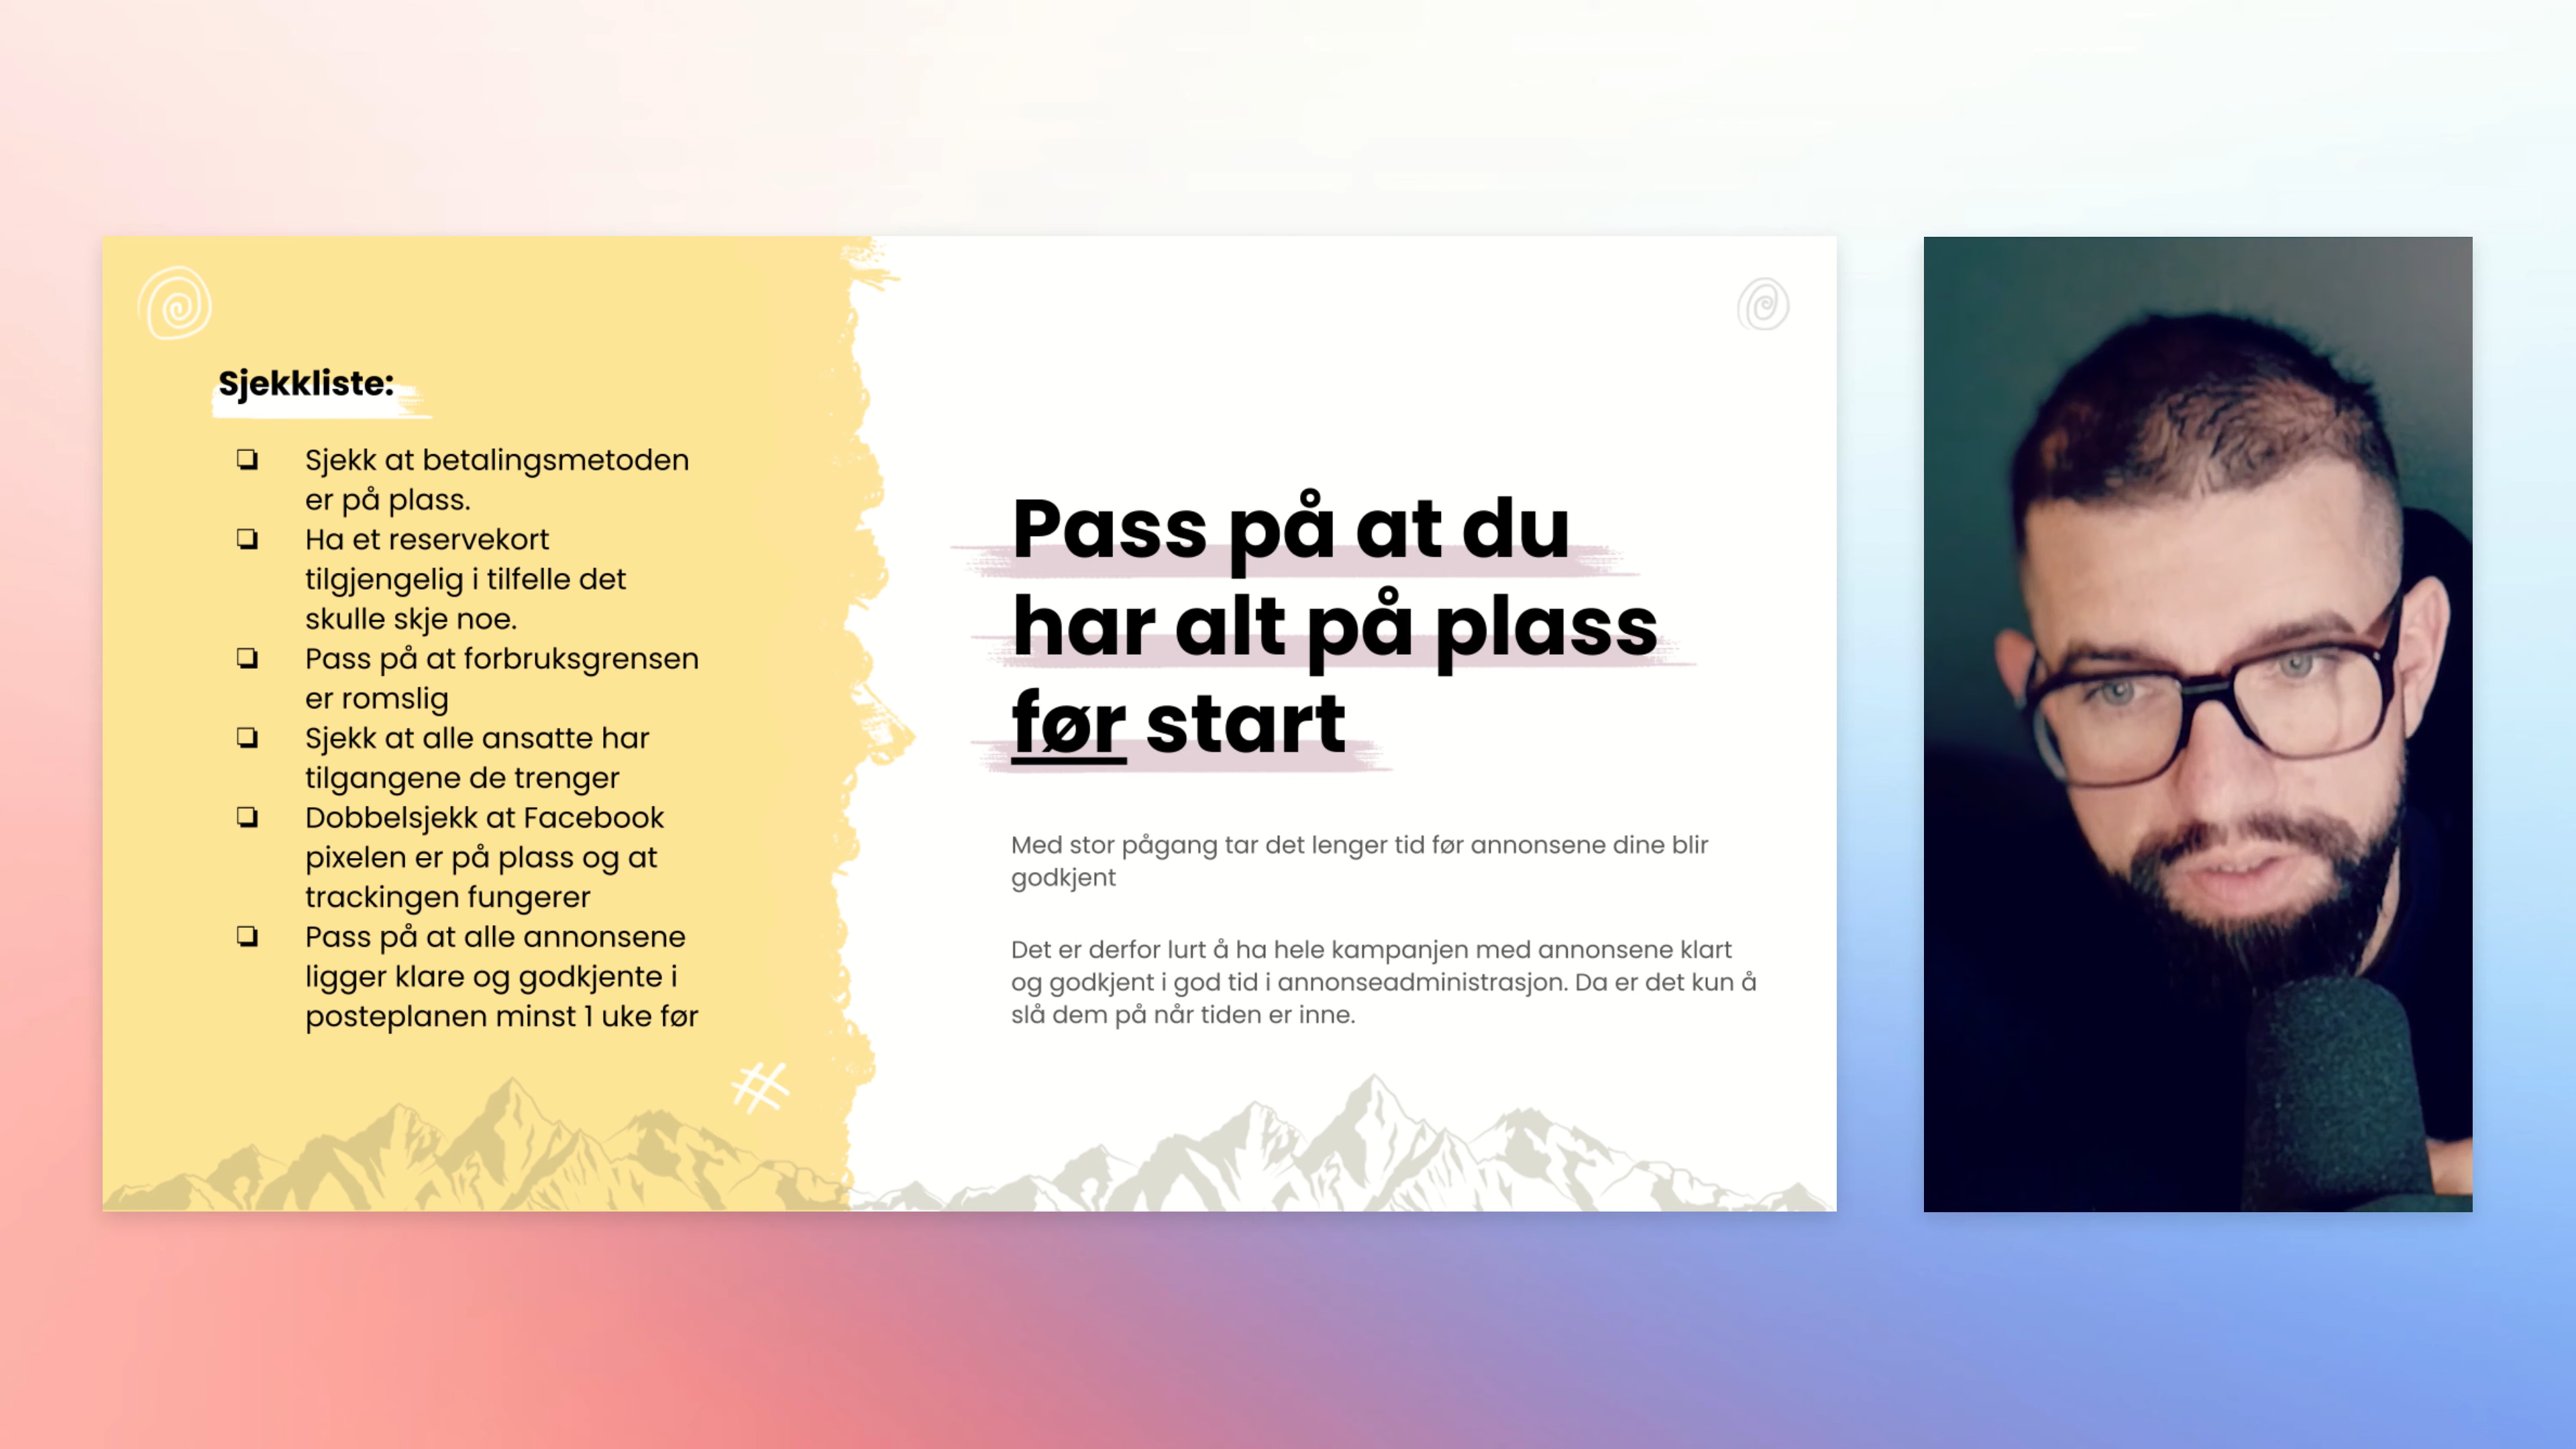 Sjekkliste:
❏ Sjekk at betalingsmetoden
er på plass.
❏ Ha et reservekort
tilgjengelig i tilfelle det
skulle skje noe.
❏ Pass på at forbruksgrensen
er romslig
❏ Sjekk at alle ansatte har
tilgangene de trenger
❏ Dobbelsjekk at Facebook
pixelen er på plass og at
trackingen fungerer
❏ Pass på at alle annonsene
ligger klare og godkjente i
posteplanen minst 1 uke før
#
Pass på at du
har alt på plass
før start
Med stor pågang tar det lenger tid før annonsene dine blir
godkjent
Det er derfor lurt å ha hele kampanjen med annonsene klart
og godkjent i god tid i annonseadministrasjon. Da er det kun å
slå dem på når tiden er inne.